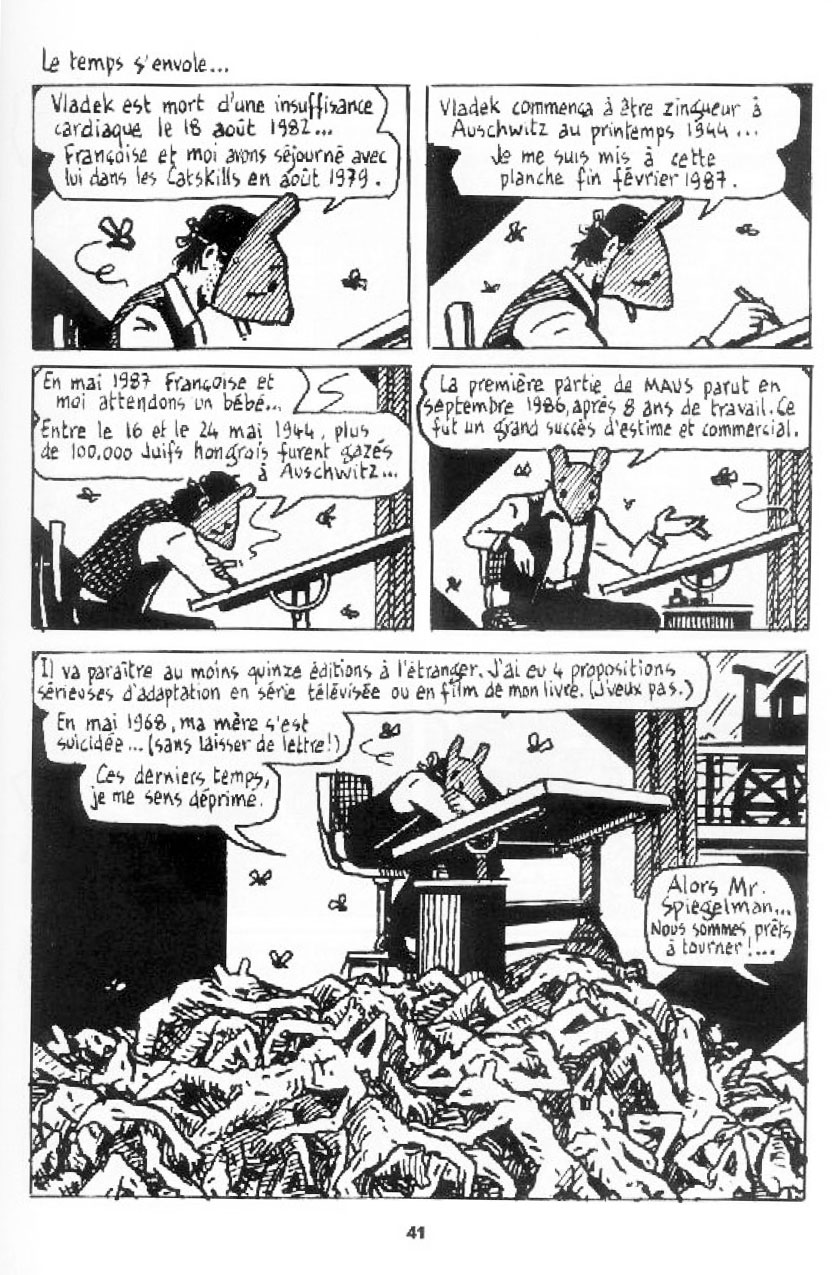 Le temps s'envole...
Vladek est mort d'une insuffisance
cardiaque le 18 août 1982...
Françoise et moi avons séjourné avec
lui dans les Catskills en août 1979.
Vladek commença à être zingueur à
Auschwitz au printemps 1944...
Je me suis mis à cette
planche fin février 1987.
En mai 1987 Françoise et
moi attendons un bébé...
Entre le 16 et le 24 mai 1944, plus
de 100,000 Juifs hongrois furent gazés
à Auschwitz...
La première partie de MAUS parut en
septembre 1986, après 8 ans de travail. Ce
fut un grand succès d'estime et commercial.
Il va paraître au moins quinze éditions à l'étranger. J'ai eu 4 propositions
sérieuses d'adaptation en série télévisée ou en film de mon livre. (J'veux pas.)
En mai 1968, ma mère s'est
suicidée... (sans laisser de lettre!)
Ces derniers temps,
je me sens déprimé.
Alors Mr.
Spiegelman...
Nous sommes prêts
à tourner!...
41